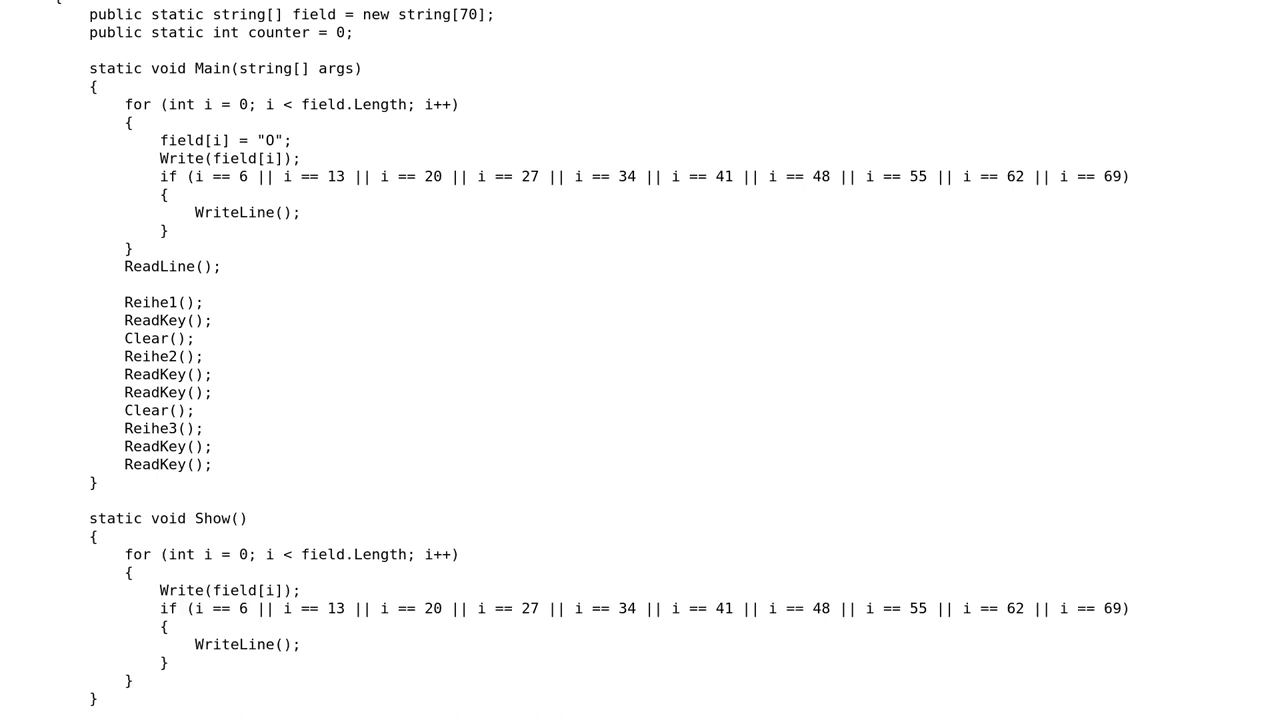 {
public static string[] field = new string[70];
public static int counter = 0;
static void Main(string[] args)
{
for (int i = 0; i < field.Length; i++)
{
field[i] = "O";
Write(field[i]);
if (i == 6 || i == 13 || i == 20 || i == 27 || i == 34 || i == 41 || i == 48 || i == 55 || i == 62 || i == 69)
{
WriteLine();
}
}
ReadLine();
Reihe1();
ReadKey();
Clear();
Reihe2();
ReadKey();
ReadKey();
Clear();
Reihe3();
ReadKey();
ReadKey();
}
static void Show()
{
for (int i = 0; i < field.Length; i++)
{
Write(field[i]);
if (i == 6 || i == 13 || i == 20 || i == 27 || i == 34 || i == 41 || i == 48 || i == 55 || i == 62 || i == 69)
{
WriteLine();
}
}
}